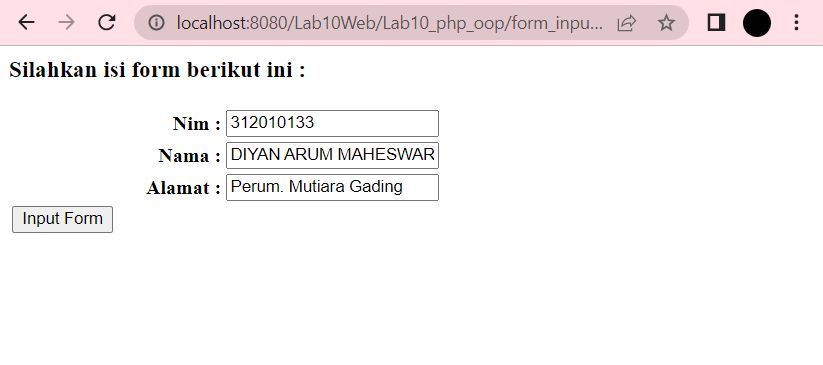 localhost:8080/Lab10Web/Lab10_php_oop/form_inpu...
Silahkan isi form berikut ini :
Nim : 312010133
Nama : DIYAN ARUM MAHESWAR
Alamat : Perum. Mutiara Gading
Input Form